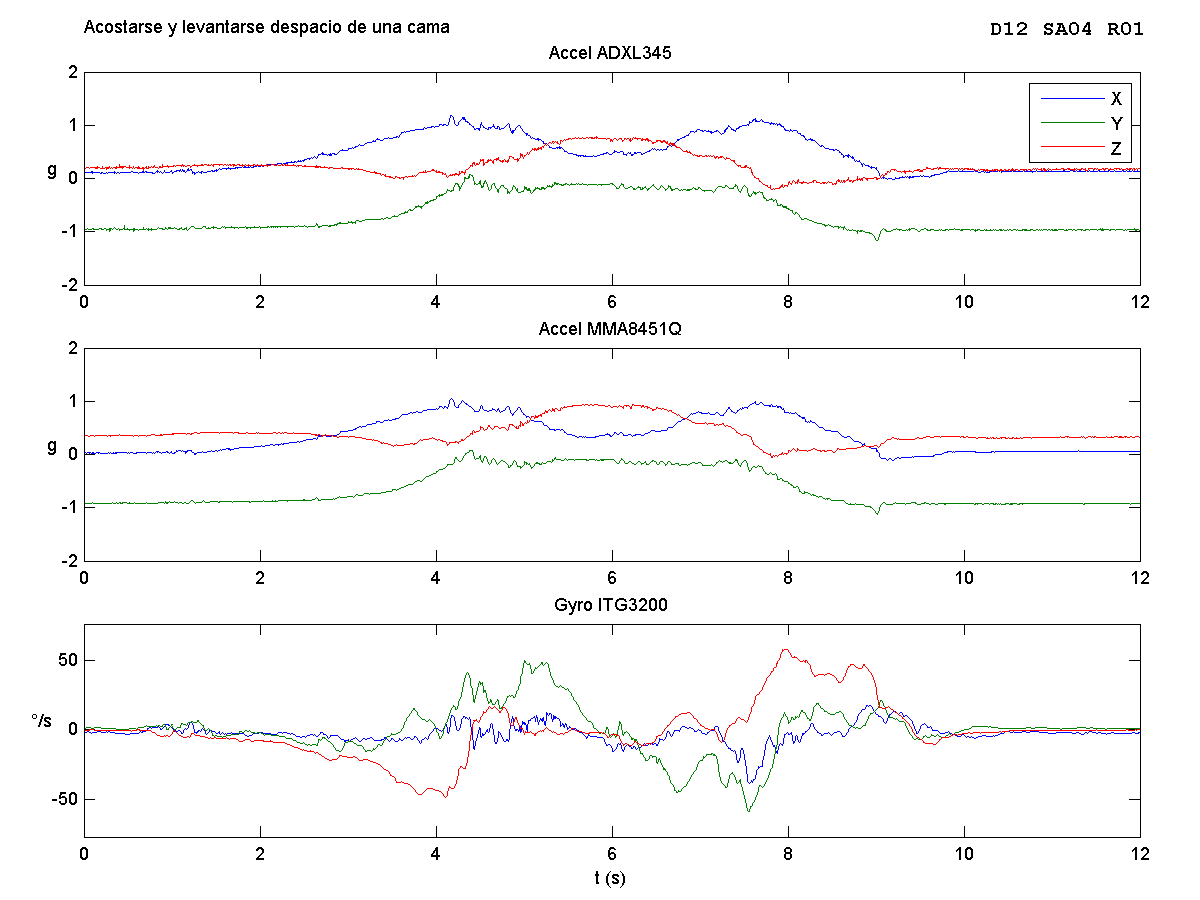 Acostarse y levantarse despacio de una cama
D12 SA04 R01
Accel ADXL345
2
1
0
-1
-2
g
X
Y
Z
0 2 4 6 8 10 12
Accel MMA8451Q
2
1
0
-1
-2
g
0 2 4 6 8 10 12
Gyro ITG3200
50
0
-50
°/s
0 2 4 6 8 10 12
t (s)